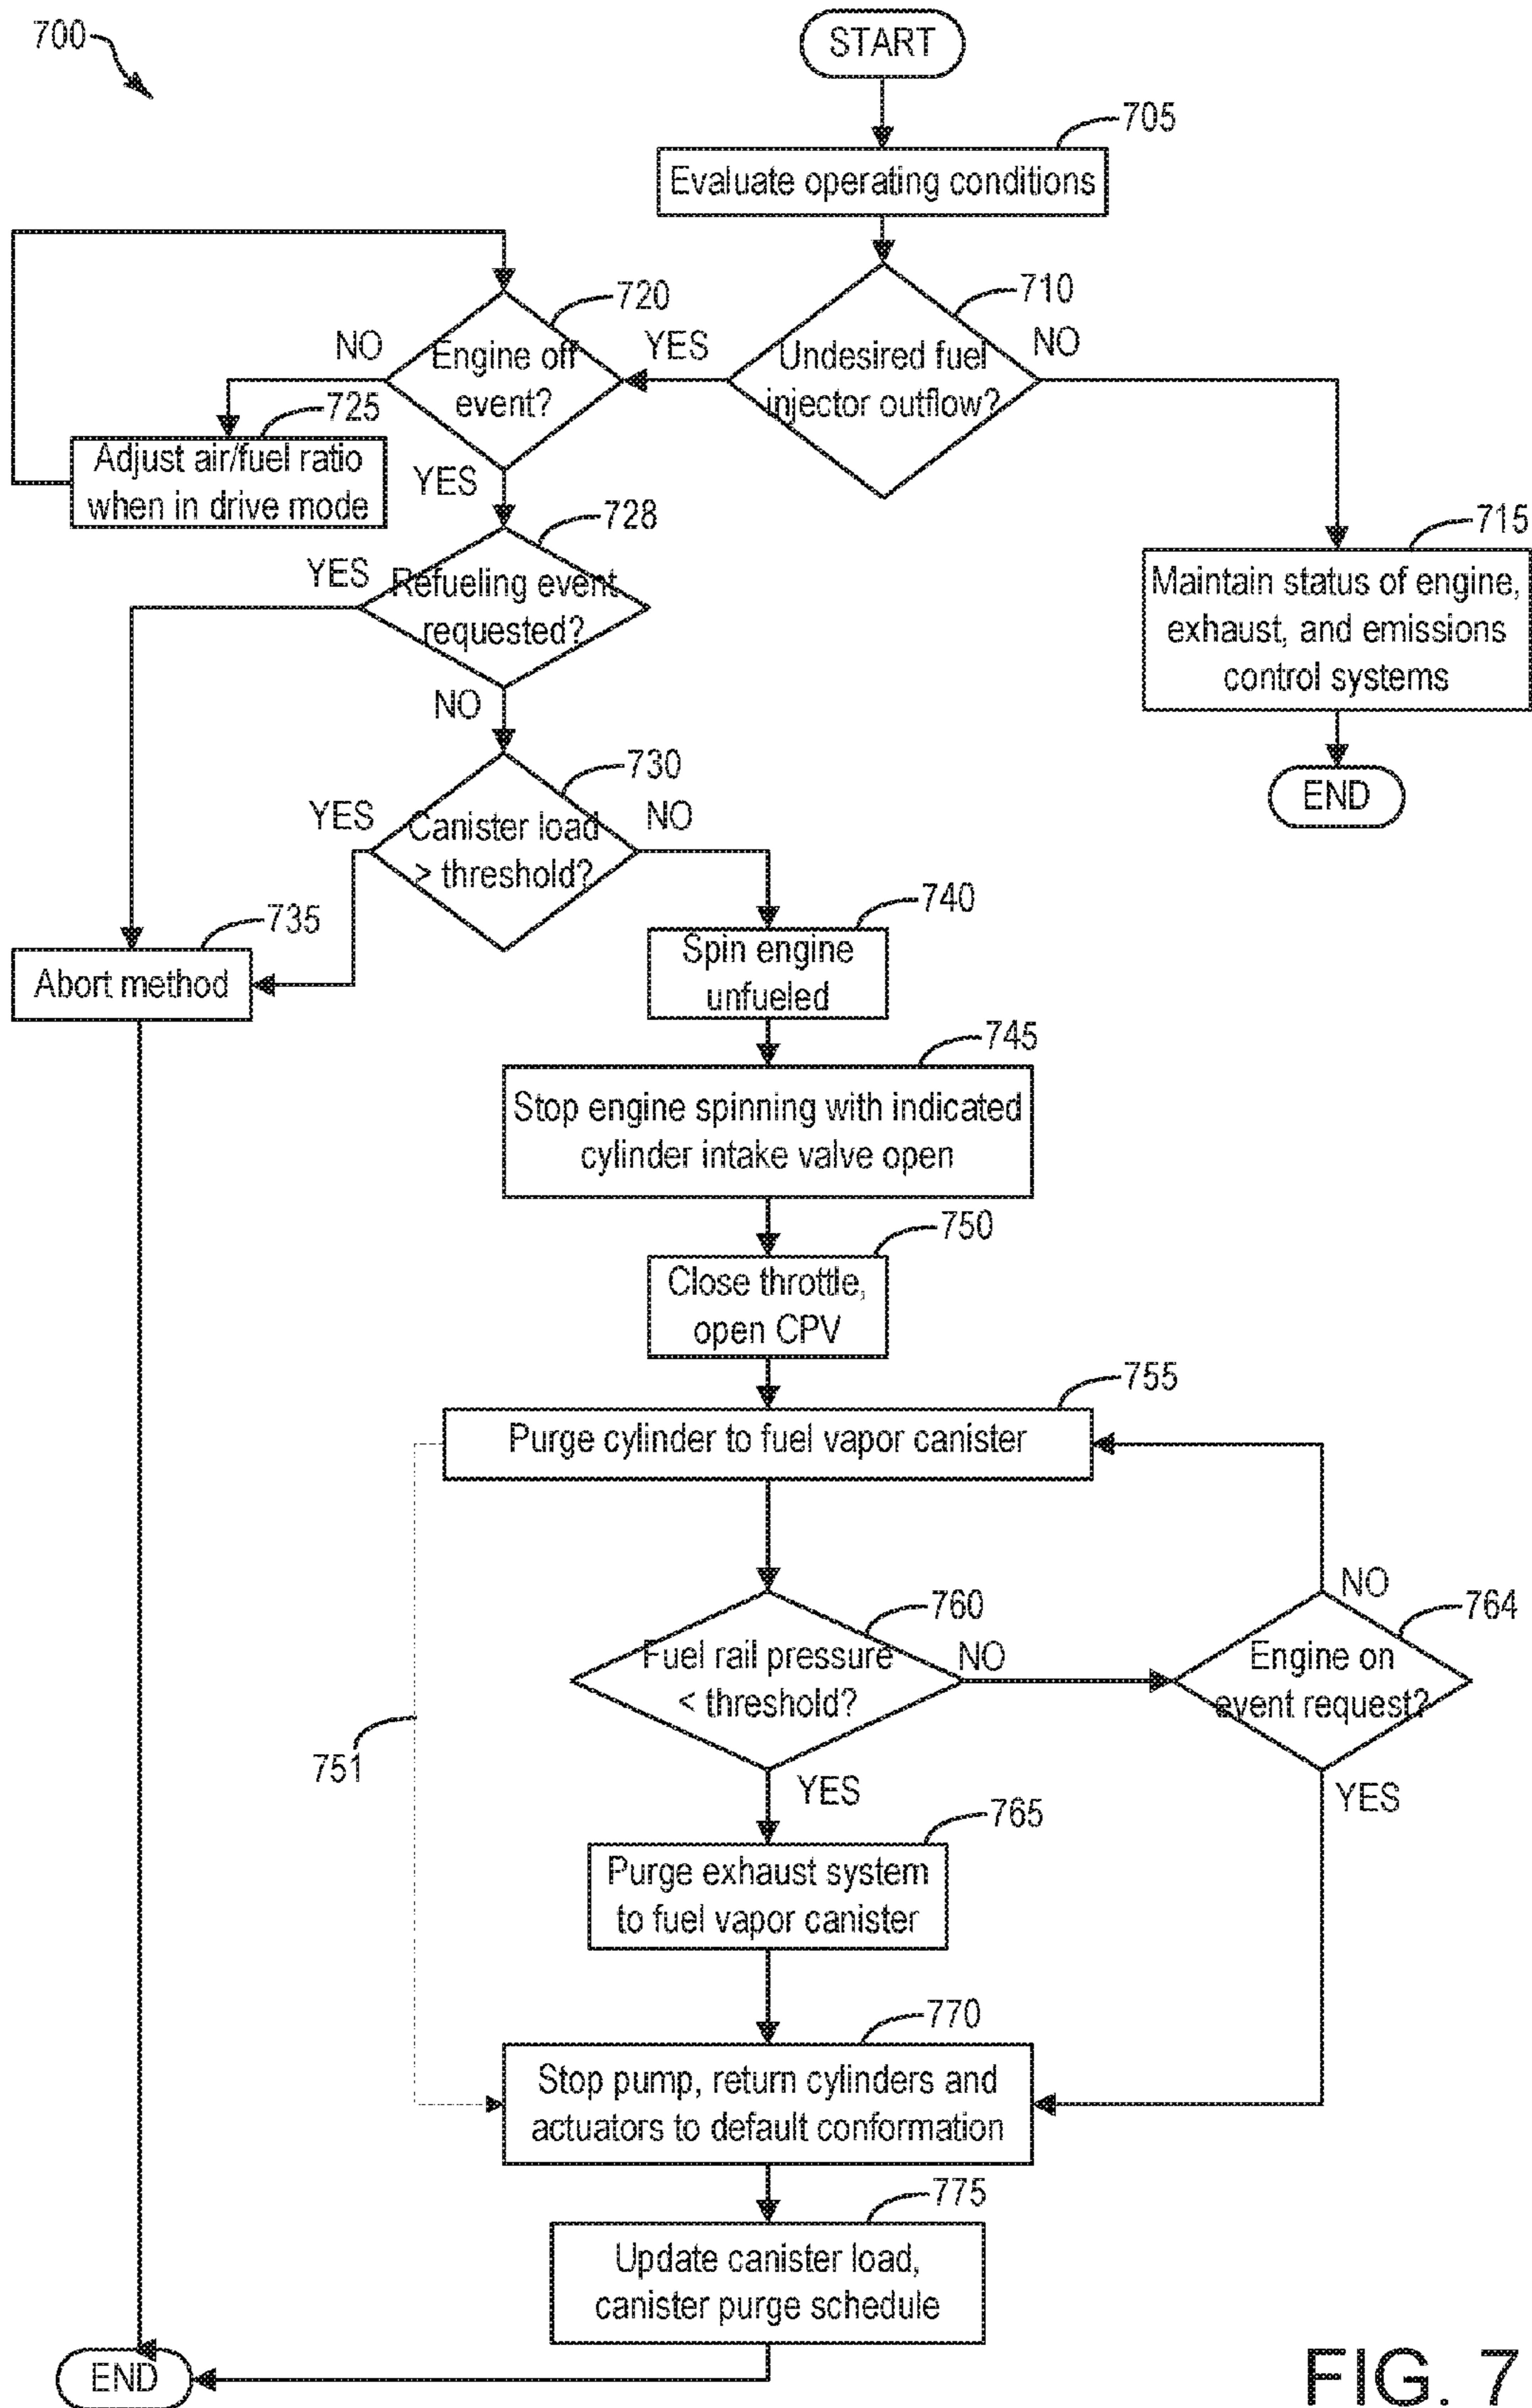 700
START
705
Evaluate operating conditions
720
710
NO
Engine off
event?
YES
Undesired fuel
injector outflow?
NO
725
Adjust air/fuel ratio
when in drive mode
YES
728
715
YES
Refueling event
requested?
Maintain status of engine,
exhaust, and emissions
control systems
NO
730
END
YES
Canister load
> threshold?
NO
735
Abort method
740
Spin engine
unfueled
745
Stop engine spinning with indicated
cylinder intake valve open
750
Close throttle,
open CPV
755
Purge cylinder to fuel vapor canister
NO
760
764
Fuel rail pressure
< threshold?
NO
Engine on
event request?
751
YES
YES
765
Purge exhaust system
to fuel vapor canister
770
Stop pump, return cylinders and
actuators to default conformation
775
Update canister load,
canister purge schedule
END
FIG. 7